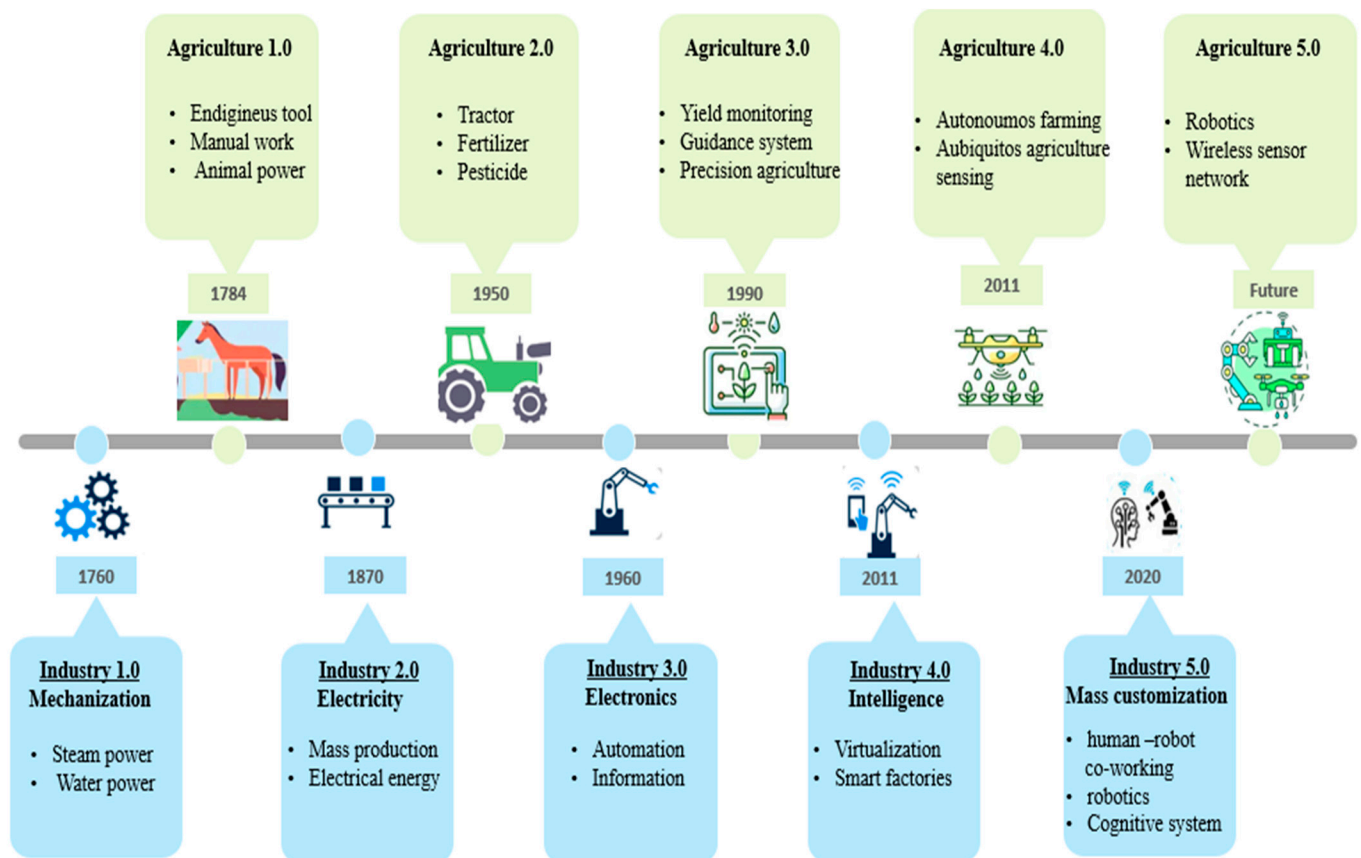 Agriculture 1.0
• Endigineus tool
• Manual work
• Animal power
1784
Agriculture 2.0
• Tractor
• Fertilizer
• Pesticide
1950
Agriculture 3.0
• Yield monitoring
• Guidance system
• Precision agriculture
1990
Agriculture 4.0
• Autonoumos farming
• Aubiquitos agriculture
sensing
2011
Agriculture 5.0
• Robotics
• Wireless sensor
network
Future
1760
Industry 1.0
Mechanization
• Steam power
• Water power
1870
Industry 2.0
Electricity
• Mass production
• Electrical energy
1960
Industry 3.0
Electronics
• Automation
• Information
2011
Industry 4.0
Intelligence
• Virtualization
• Smart factories
2020
Industry 5.0
Mass customization
• human –robot
co-working
• robotics
• Cognitive system